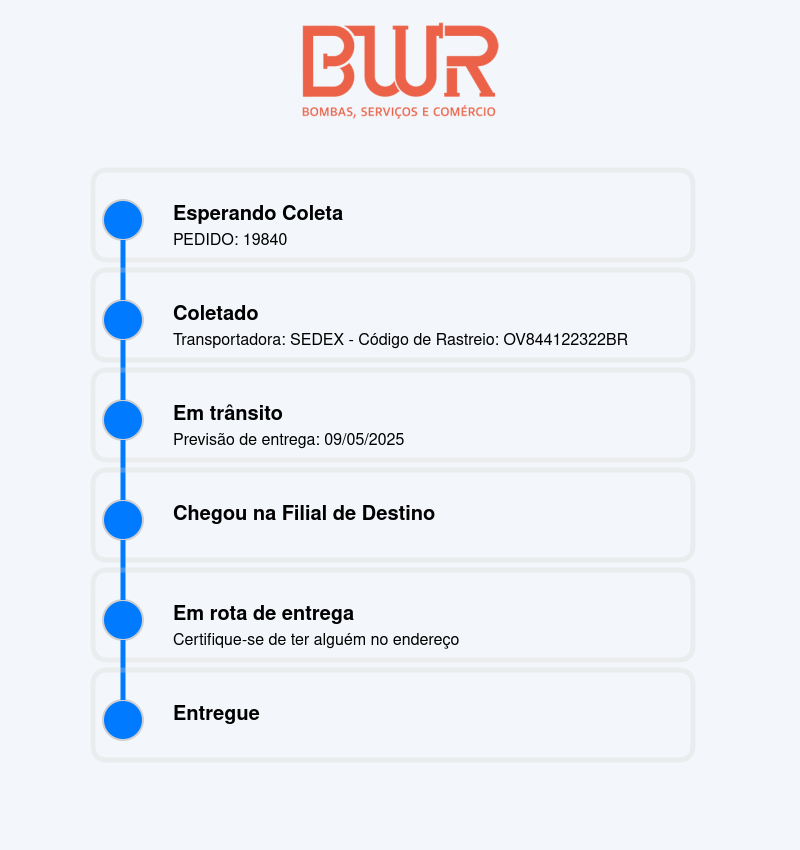 BWR
BOMBAS, SERVIÇOS E COMÉRCIO
Esperando Coleta
PEDIDO: 19840
Coletado
Transportadora: SEDEX - Código de Rastreio: OV844122322BR
Em trânsito
Previsão de entrega: 09/05/2025
Chegou na Filial de Destino
Em rota de entrega
Certifique-se de ter alguém no endereço
Entregue